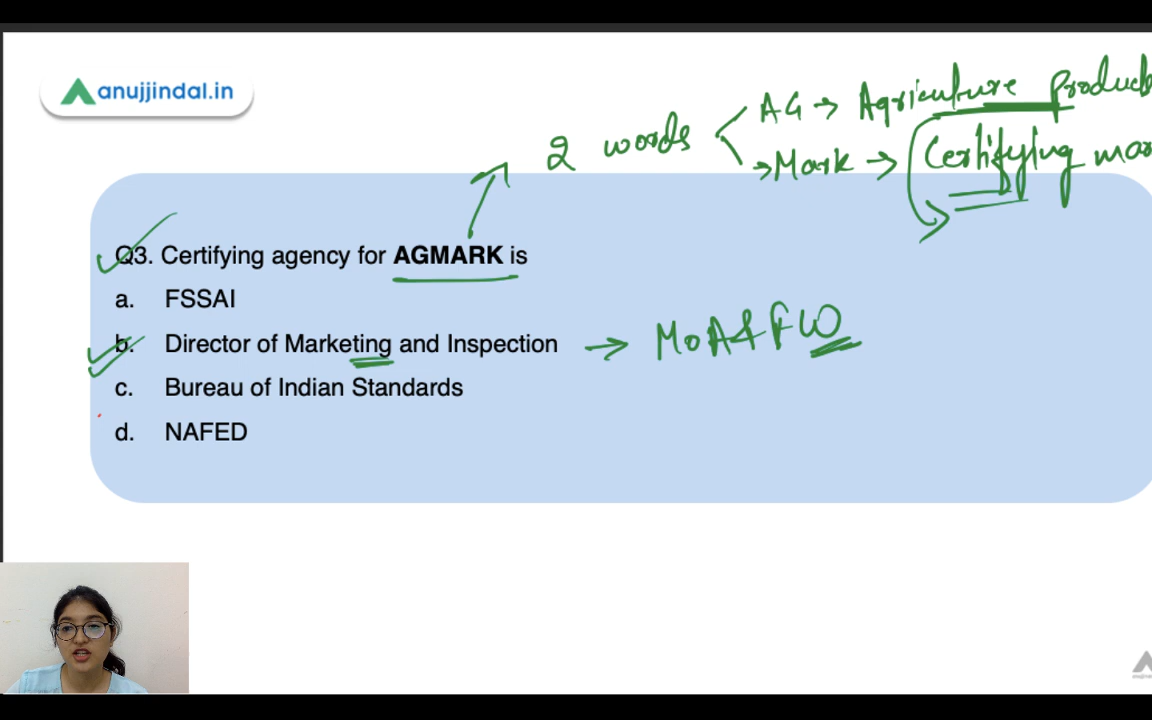 anujjindal.in
2 words
AG → Agriculture
Mark → Certifying
Q3. Certifying agency for AGMARK is
a. FSSAI
b. Director of Marketing and Inspection → MoA&FW
c. Bureau of Indian Standards
d. NAFED